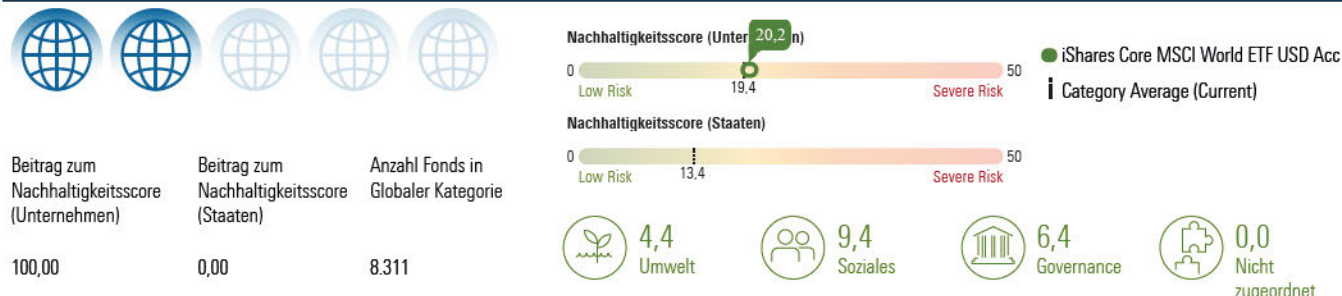 Beitrag zum
Nachhaltigkeitsscore
(Unternehmen)
100,00
Beitrag zum
Nachhaltigkeitsscore
(Staaten)
0,00
Anzahl Fonds in
Globaler Kategorie
8.311
Nachhaltigkeitsscore (Unter 20,2 n)
0
50
Low Risk
19,4
Severe Risk
Nachhaltigkeitsscore (Staaten)
0
50
Low Risk
13,4
Severe Risk
iShares Core MSCI World ETF USD Acc
Category Average (Current)
4,4
Umwelt
9,4
Soziales
6,4
Governance
0,0
Nicht
zugeordnet